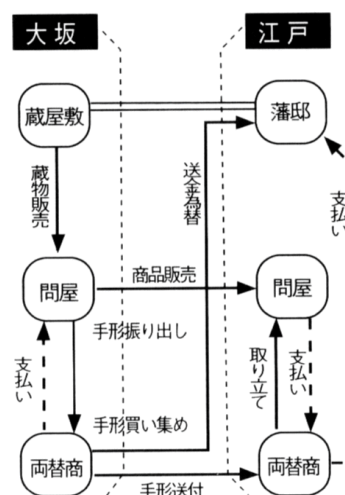 大坂
江戸
蔵屋敷
藩邸
蔵物販売
送金為替
支払い
問屋
商品販売
問屋
手形振り出し
支払い
取り立て
支払い
手形買い集め
両替商
両替商
手形送付